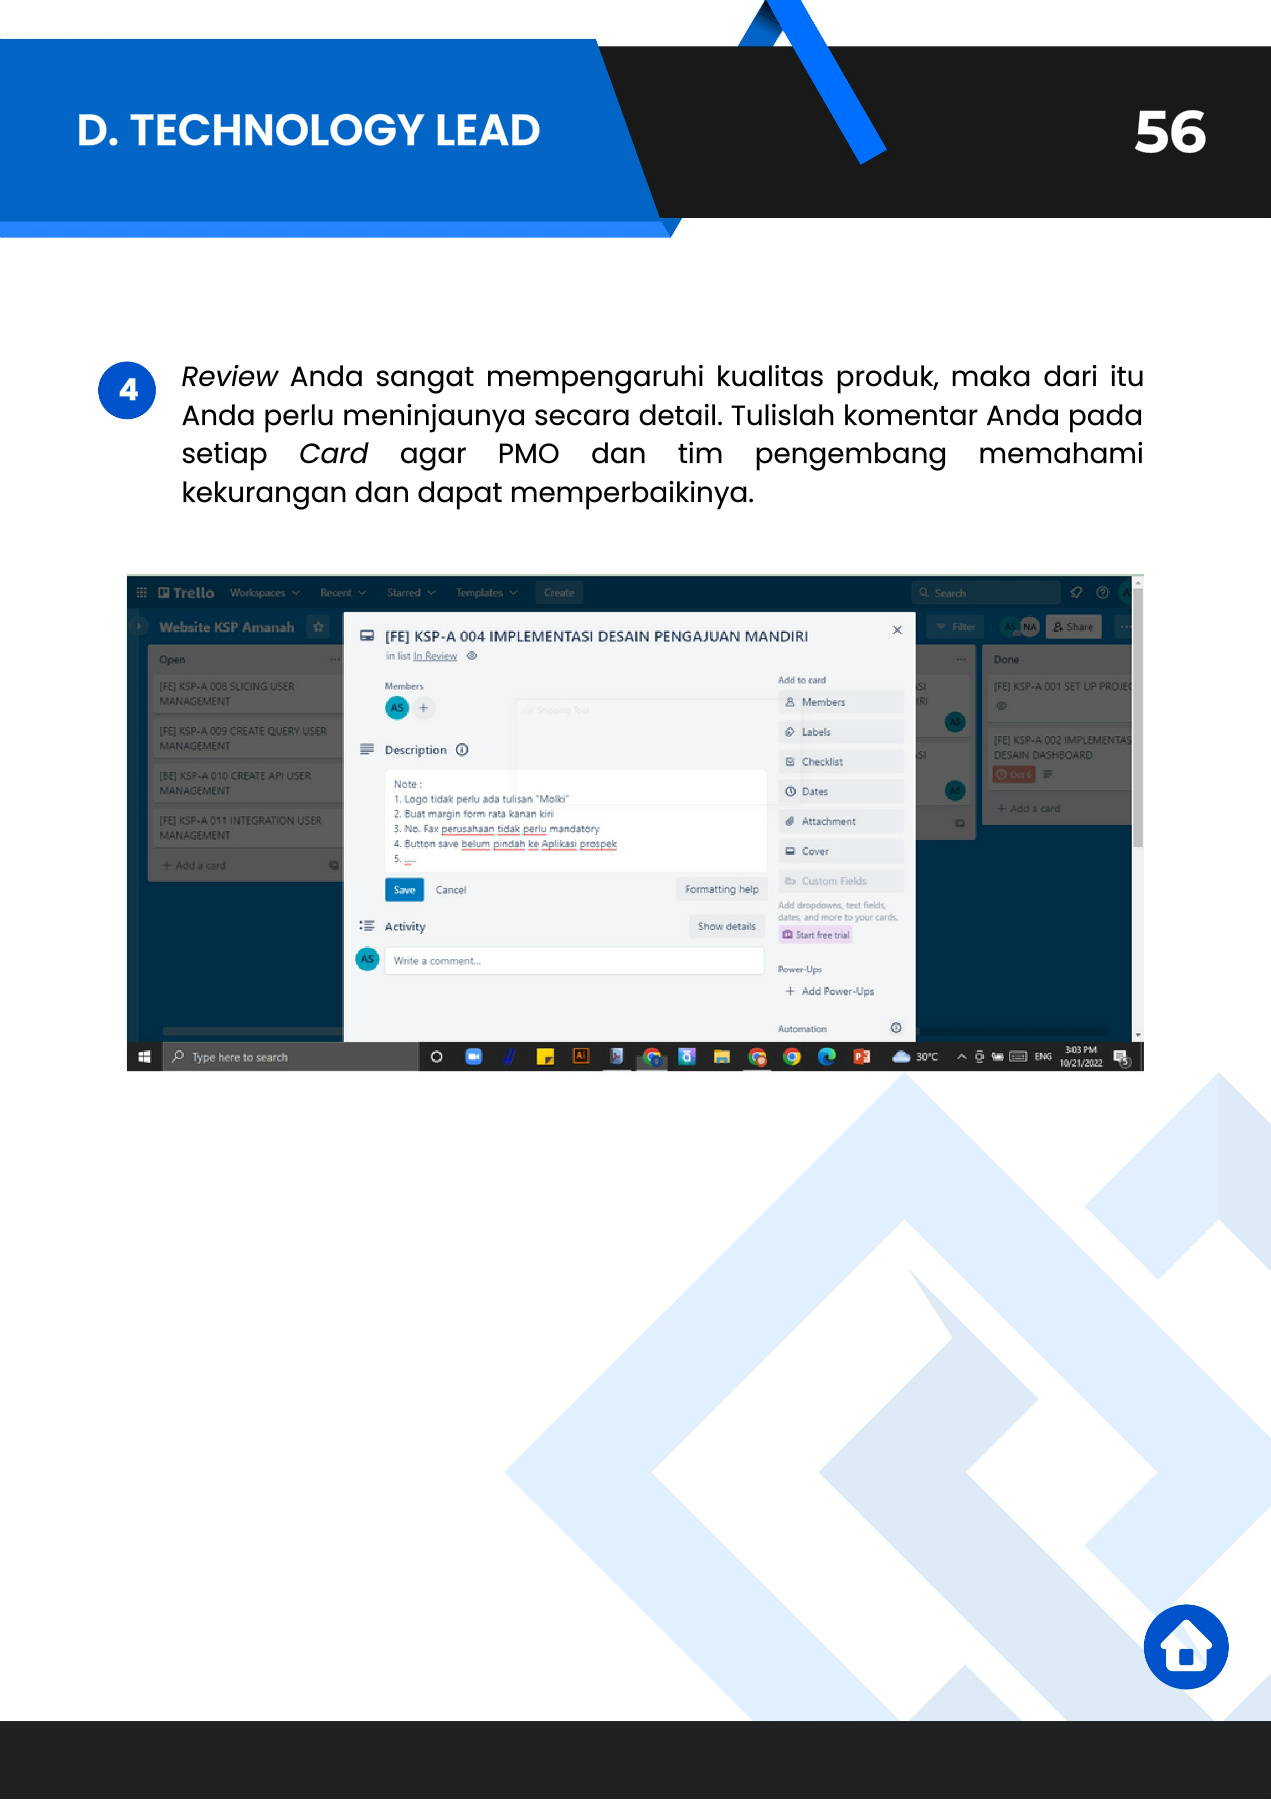 D. TECHNOLOGY LEAD
56
4
Review Anda sangat mempengaruhi kualitas produk, maka dari itu
Anda perlu meninjaunya secara detail. Tulislah komentar Anda pada
setiap Card agar PMO dan tim pengembang memahami
kekurangan dan dapat memperbaikinya.
Trello Workspaces Recent Starred Templates Create Search
Website KSP Amanah Filter AS NA Share
Open
[FE] KSP-A 008 SLICING USER
MANAGEMENT
[FE] KSP-A 009 CREATE QUERY USER
MANAGEMENT
[BE] KSP-A 010 CREATE API USER
MANAGEMENT
[FE] KSP-A 011 INTEGRATION USER
MANAGEMENT
+ Add a card
[FE] KSP-A 004 IMPLEMENTASI DESAIN PENGAJUAN MANDIRI
in list In Review
Members
AS +
Snipping Tool
Description
Note :
1. Logo tidak perlu ada tulisan "Molki"
2. Buat margin form rata kanan kiri
3. No. Fax perusahaan tidak perlu mandatory
4. Button save belum pindah ke Aplikasi prospek
5. .....
Save Cancel Formatting help
Activity Show details
AS Write a comment...
Add to card
Members
Labels
Checklist
Dates
Attachment
Cover
Custom Fields
Add dropdowns, text fields,
dates, and more to your cards.
Start free trial
Power-Ups
+ Add Power-Ups
Automation
AS
AS
Done
[FE] KSP-A 001 SET UP PROJEC
[FE] KSP-A 002 IMPLEMENTAS
DESAIN DASHBOARD
Oct 6
+ Add a card
Type here to search
Ai
30°C
ENG
3:03 PM
10/21/2022
5